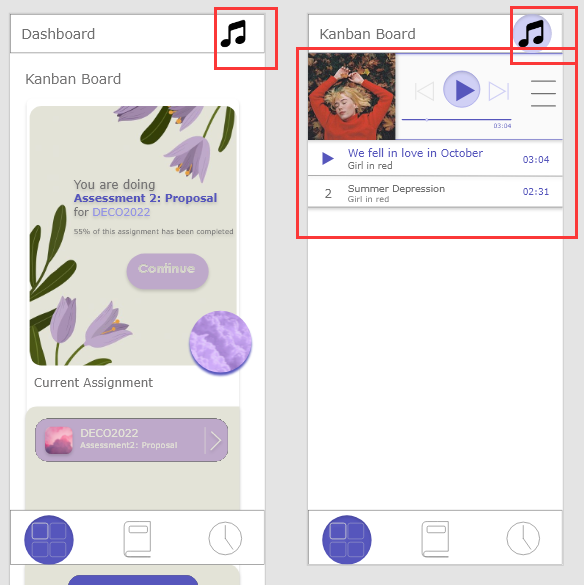 Dashboard
Kanban Board
You are doing
Assessment 2: Proposal
for DECO2022
55% of this assignment has been completed
Continue
Current Assignment
DECO2022
Assessment2: Proposal
Kanban Board
03:04
We fell in love in October
Girl in red
03:04
2
Summer Depression
Girl in red
02:31